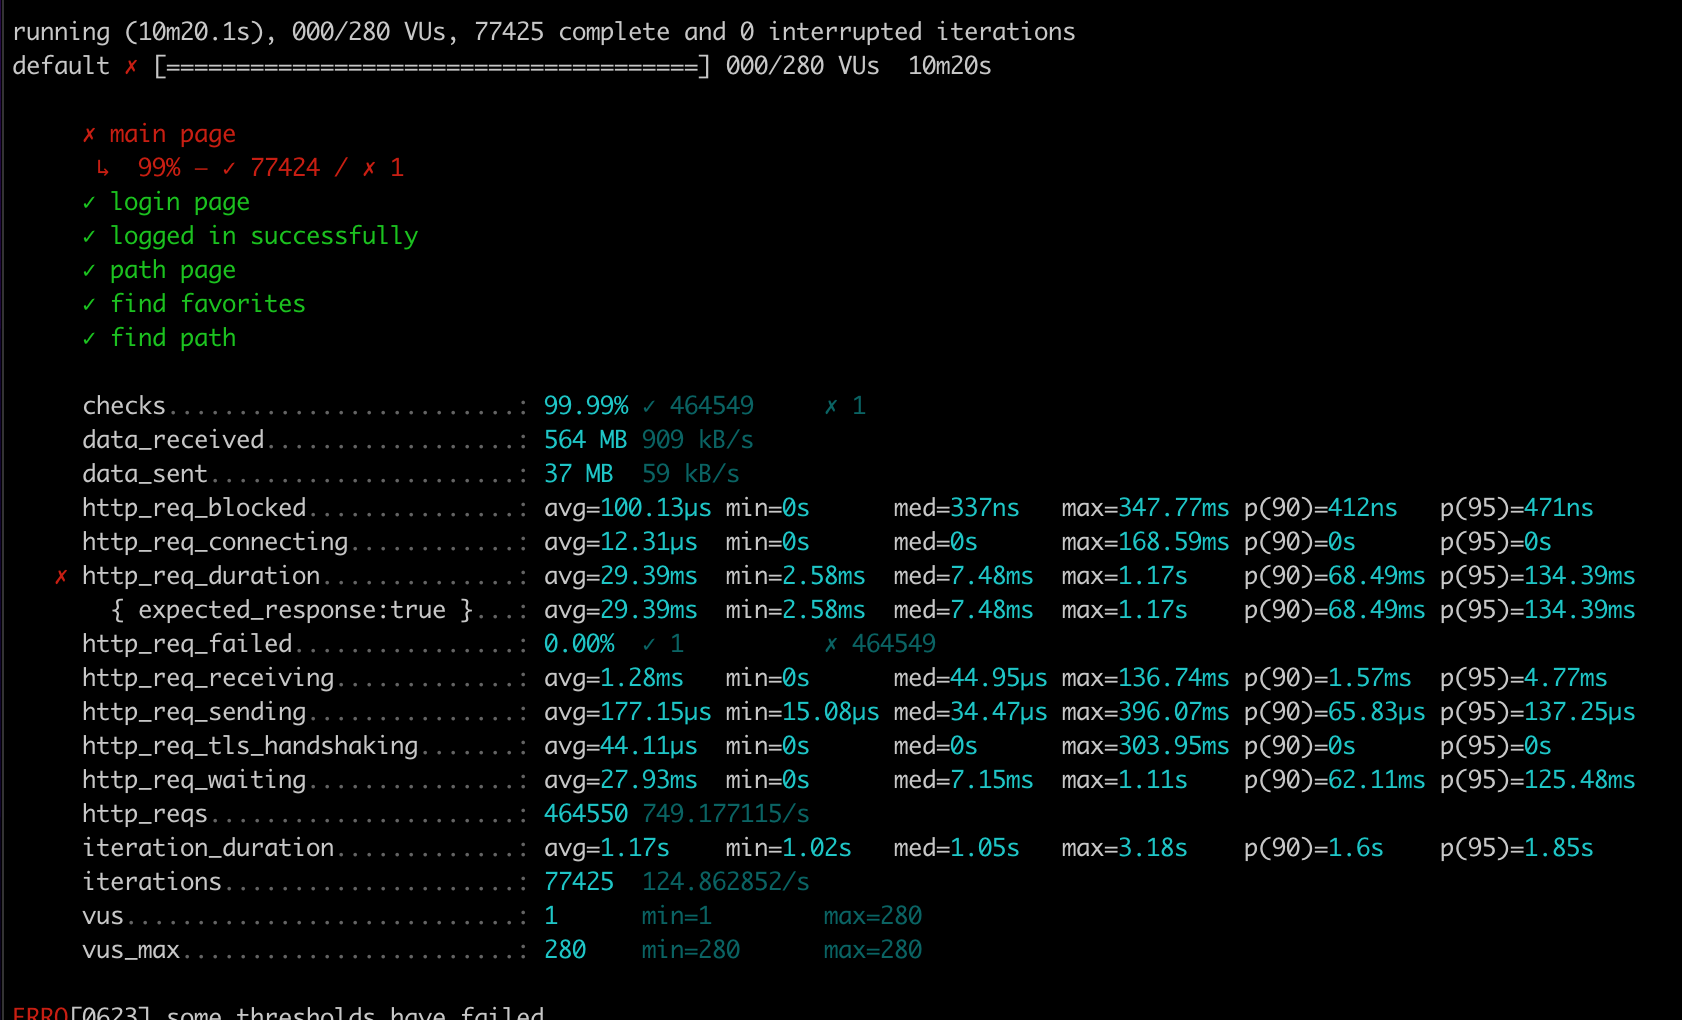 running (10m20.1s), 000/280 VUs, 77425 complete and 0 interrupted iterations
default ✗ [======================================] 000/280 VUs  10m20s
✗ main page
↳  99% — ✓ 77424 / ✗ 1
✓ login page
✓ logged in successfully
✓ path page
✓ find favorites
✓ find path
checks.........................: 99.99% ✓ 464549     ✗ 1
data_received..................: 564 MB 909 kB/s
data_sent......................: 37 MB  59 kB/s
http_req_blocked...............: avg=100.13µs min=0s      med=337ns   max=347.77ms p(90)=412ns   p(95)=471ns
http_req_connecting............: avg=12.31µs  min=0s      med=0s      max=168.59ms p(90)=0s      p(95)=0s
✗ http_req_duration..............: avg=29.39ms  min=2.58ms  med=7.48ms  max=1.17s    p(90)=68.49ms p(95)=134.39ms
{ expected_response:true }...: avg=29.39ms  min=2.58ms  med=7.48ms  max=1.17s    p(90)=68.49ms p(95)=134.39ms
http_req_failed................: 0.00%  ✓ 1          ✗ 464549
http_req_receiving.............: avg=1.28ms   min=0s      med=44.95µs max=136.74ms p(90)=1.57ms  p(95)=4.77ms
http_req_sending...............: avg=177.15µs min=15.08µs med=34.47µs max=396.07ms p(90)=65.83µs p(95)=137.25µs
http_req_tls_handshaking.......: avg=44.11µs  min=0s      med=0s      max=303.95ms p(90)=0s      p(95)=0s
http_req_waiting...............: avg=27.93ms  min=0s      med=7.15ms  max=1.11s    p(90)=62.11ms p(95)=125.48ms
http_reqs......................: 464550 749.177115/s
iteration_duration.............: avg=1.17s    min=1.02s   med=1.05s   max=3.18s    p(90)=1.6s    p(95)=1.85s
iterations.....................: 77425  124.862852/s
vus............................: 1      min=1        max=280
vus_max........................: 280    min=280      max=280
ERRO[0623] some thresholds have failed